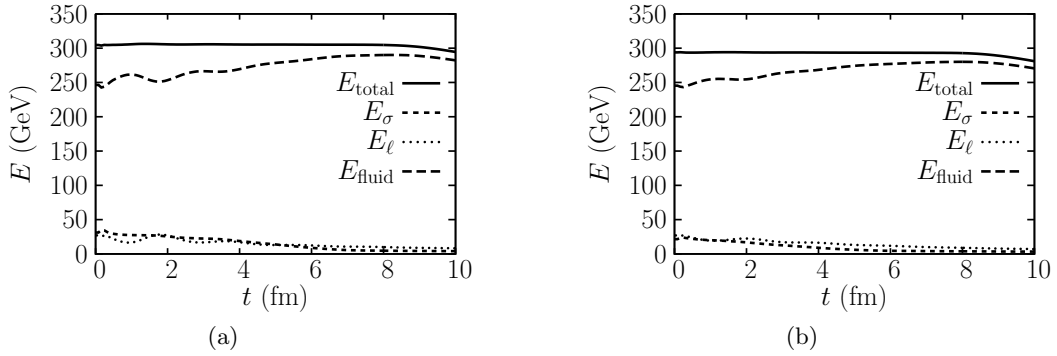 350
300
250
200
150
100
50
0
E (GeV)
E_total
E_σ
E_ℓ
E_fluid
0 2 4 6 8 10
t (fm)
(a)
350
300
250
200
150
100
50
0
E (GeV)
E_total
E_σ
E_ℓ
E_fluid
0 2 4 6 8 10
t (fm)
(b)